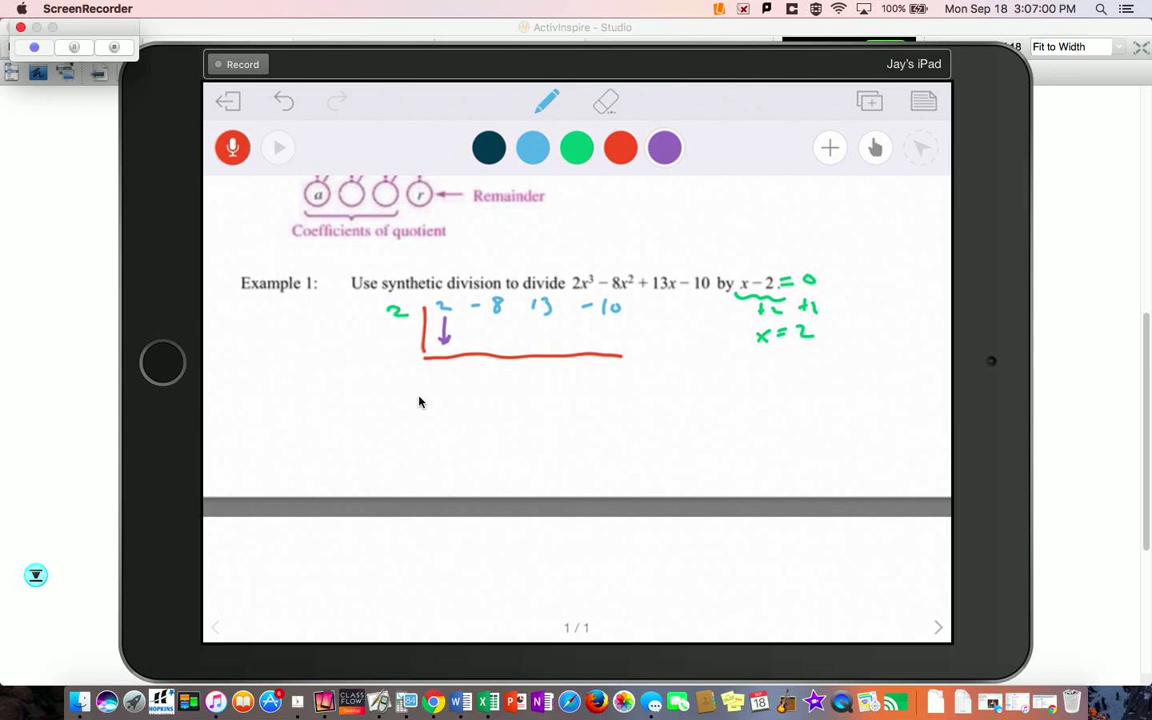 ScreenRecorder
100%
Mon Sep 18 3:07:00 PM
ActivInspire - Studio
Fit to Width
Record
Jay's iPad
a r Remainder
Coefficients of quotient
Example 1: Use synthetic division to divide 2x³ − 8x² + 13x − 10 by x − 2. = 0
2 2 -8 13 -10 +2 +2
x = 2
1 / 1